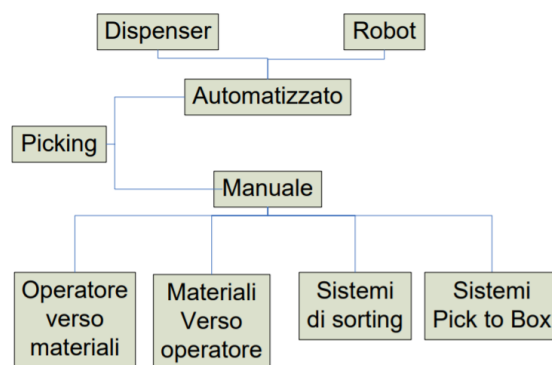 Dispenser
Robot
Automatizzato
Picking
Manuale
Operatore
verso
materiali
Materiali
Verso
operatore
Sistemi
di sorting
Sistemi
Pick to Box